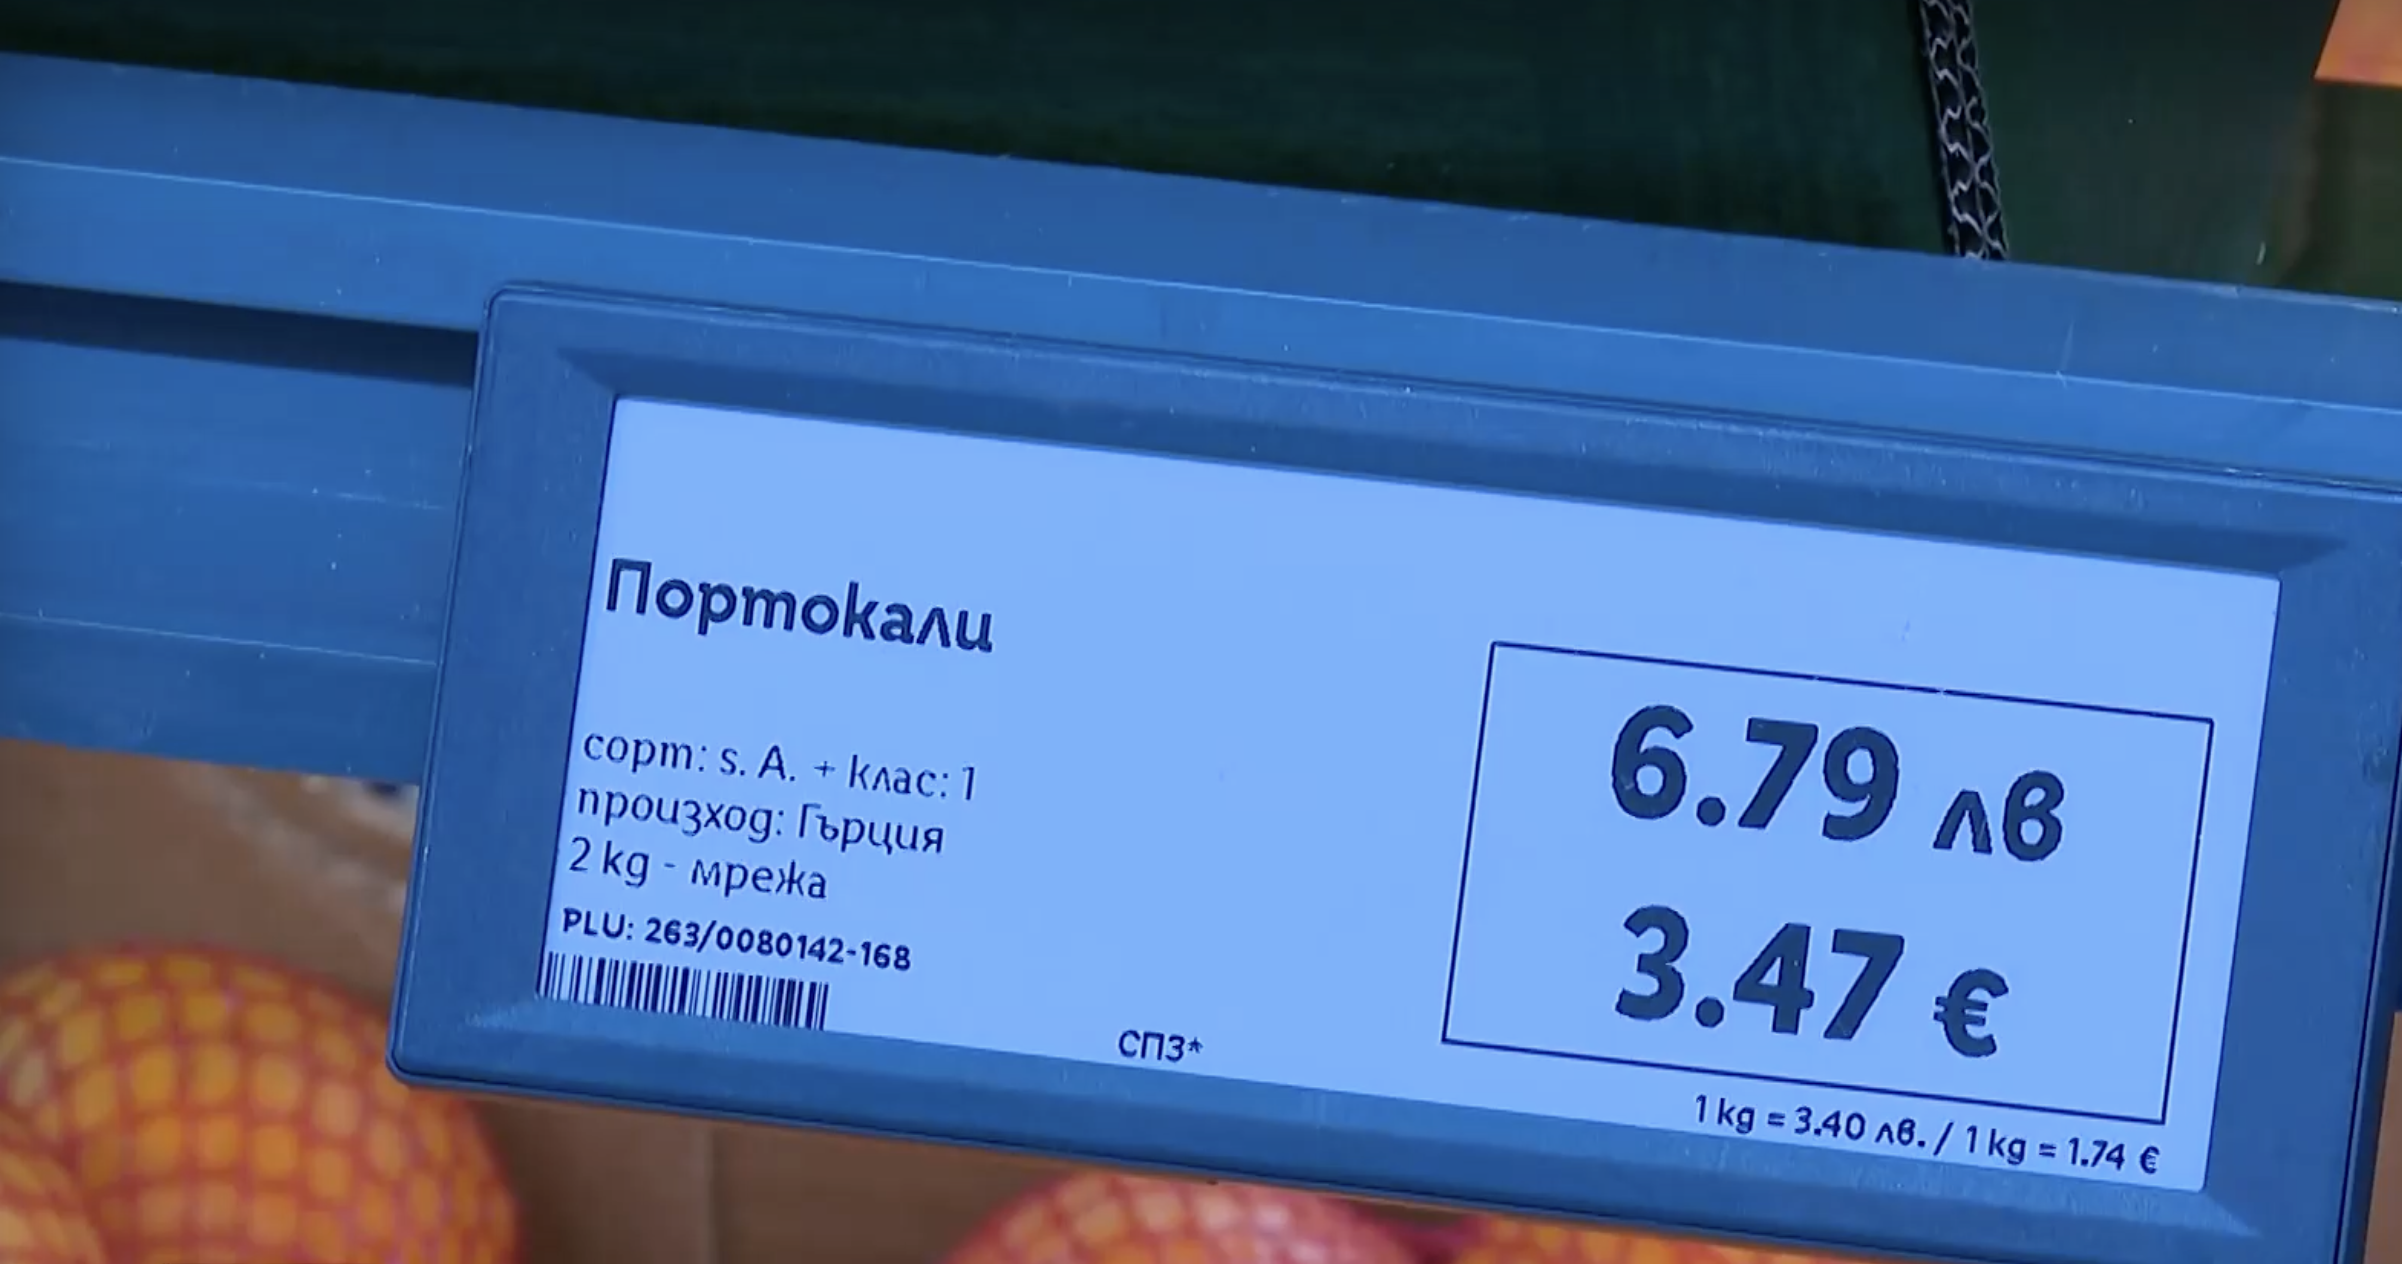 Портокали
сорт: s. A. + клас: 1
произход: Гърция
2 kg - мрежа
PLU: 263/0080142-168
СПЗ*
6.79 лв
3.47 €
1 kg = 3.40 лв. / 1 kg = 1.74 €